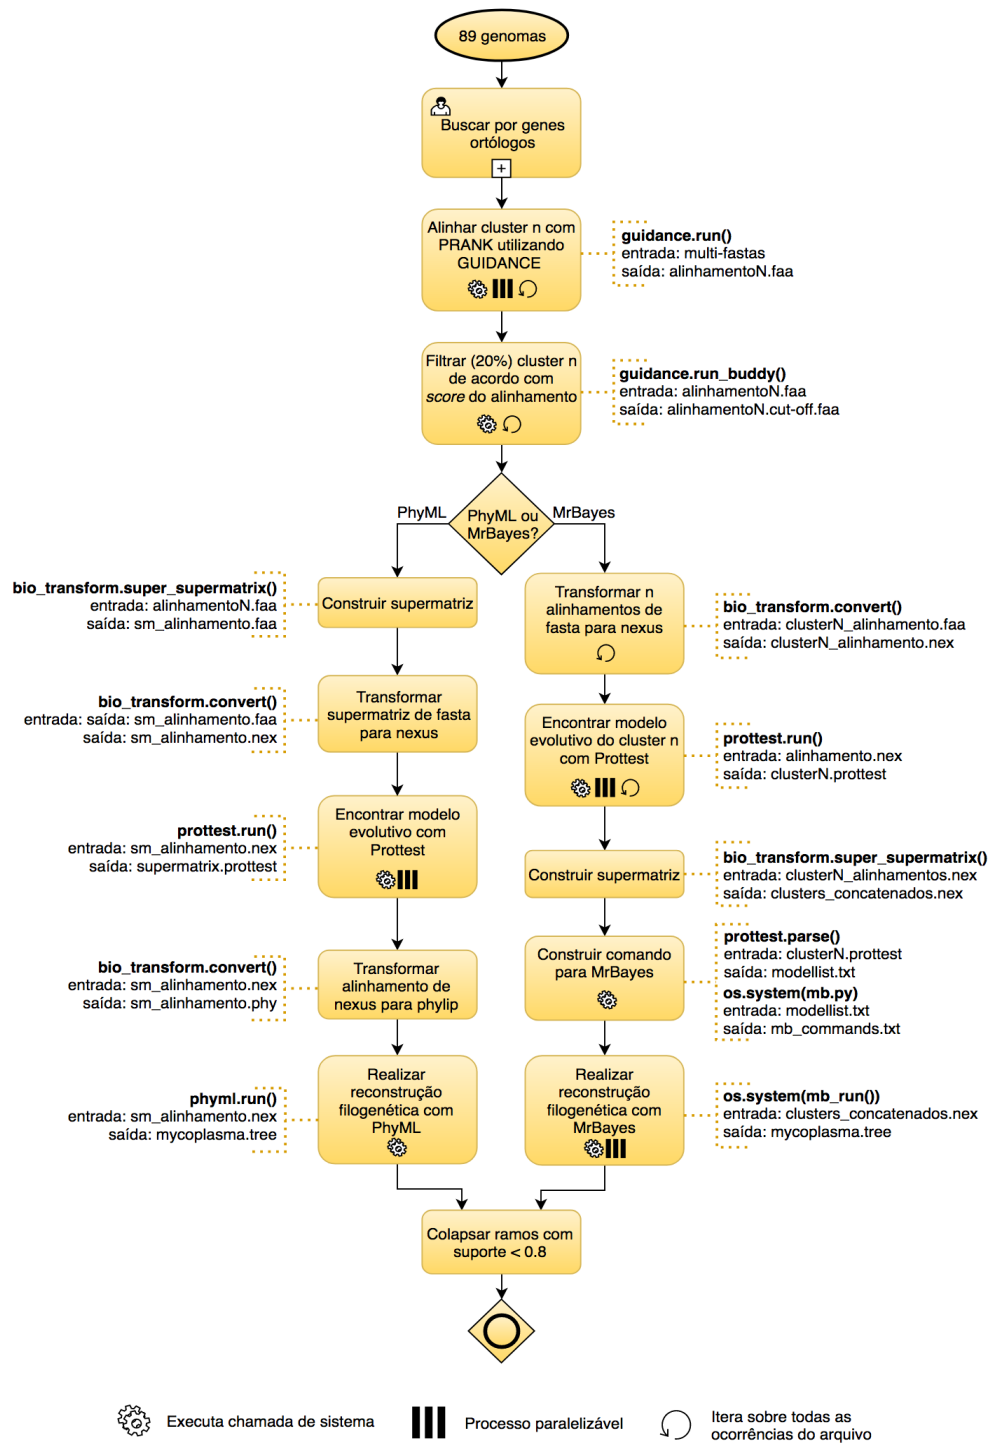 89 genomas
Buscar por genes
ortólogos
Alinhar cluster n com
PRANK utilizando
GUIDANCE
guidance.run()
entrada: multi-fastas
saída: alinhamentoN.faa
Filtrar (20%) cluster n
de acordo com
score do alinhamento
guidance.run_buddy()
entrada: alinhamentoN.faa
saída: alinhamentoN.cut-off.faa
PhyML
PhyML ou
MrBayes?
MrBayes
bio_transform.super_supermatrix()
entrada: alinhamentoN.faa
saída: sm_alinhamento.faa
Construir supermatriz
bio_transform.convert()
entrada: saída: sm_alinhamento.faa
saída: sm_alinhamento.nex
Transformar
supermatriz de fasta
para nexus
prottest.run()
entrada: sm_alinhamento.nex
saída: supermatrix.prottest
Encontrar modelo
evolutivo com
Prottest
bio_transform.convert()
entrada: sm_alinhamento.nex
saída: sm_alinhamento.phy
Transformar
alinhamento de
nexus para phylip
phyml.run()
entrada: sm_alinhamento.nex
saída: mycoplasma.tree
Realizar
reconstrução
filogenética com
PhyML
Transformar n
alinhamentos de
fasta para nexus
bio_transform.convert()
entrada: clusterN_alinhamento.faa
saída: clusterN_alinhamento.nex
Encontrar modelo
evolutivo do cluster n
com Prottest
prottest.run()
entrada: alinhamento.nex
saída: clusterN.prottest
Construir supermatriz
bio_transform.super_supermatrix()
entrada: clusterN_alinhamentos.nex
saída: clusters_concatenados.nex
Construir comando
para MrBayes
prottest.parse()
entrada: clusterN.prottest
saída: modellist.txt
os.system(mb.py)
entrada: modellist.txt
saída: mb_commands.txt
Realizar
reconstrução
filogenética com
MrBayes
os.system(mb_run())
entrada: clusters_concatenados.nex
saída: mycoplasma.tree
Colapsar ramos com
suporte < 0.8
Executa chamada de sistema
Processo paralelizável
Itera sobre todas as
ocorrências do arquivo